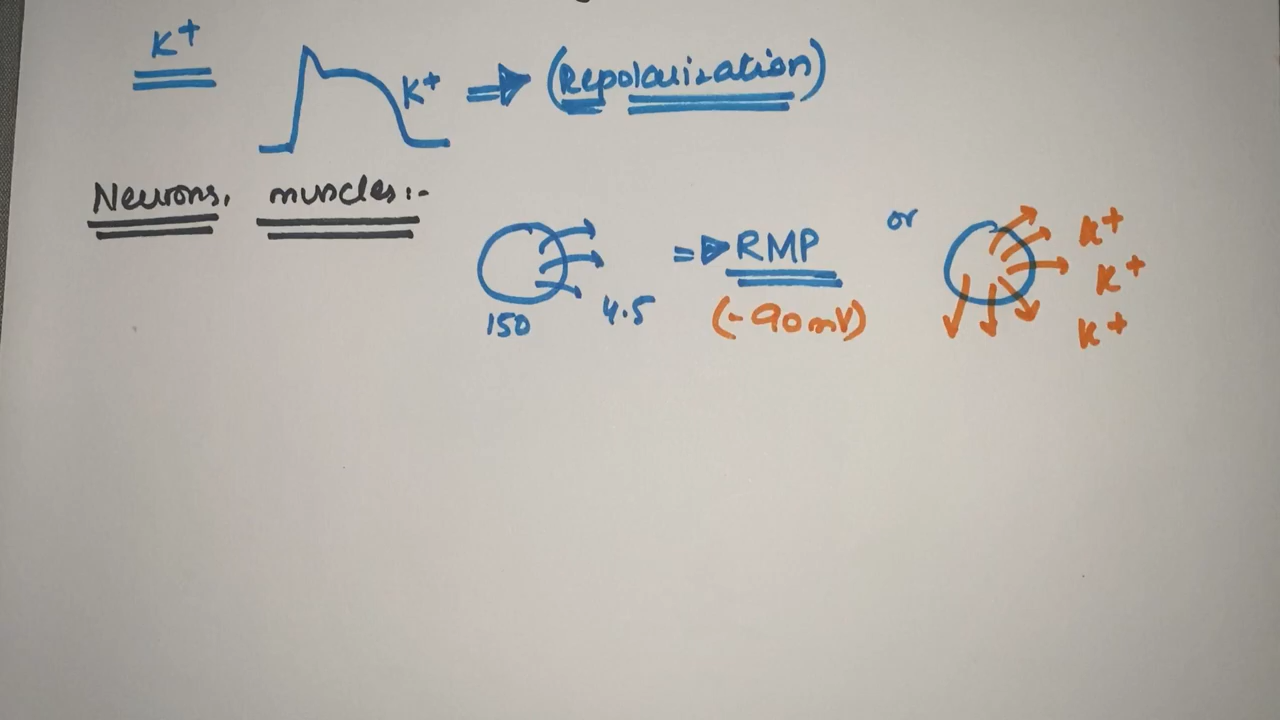 K+
K+ ⇒ (Repolarization)
Neurons, muscles:-
150 4.5 ⇒ RMP (-90mV) or K+ K+ K+